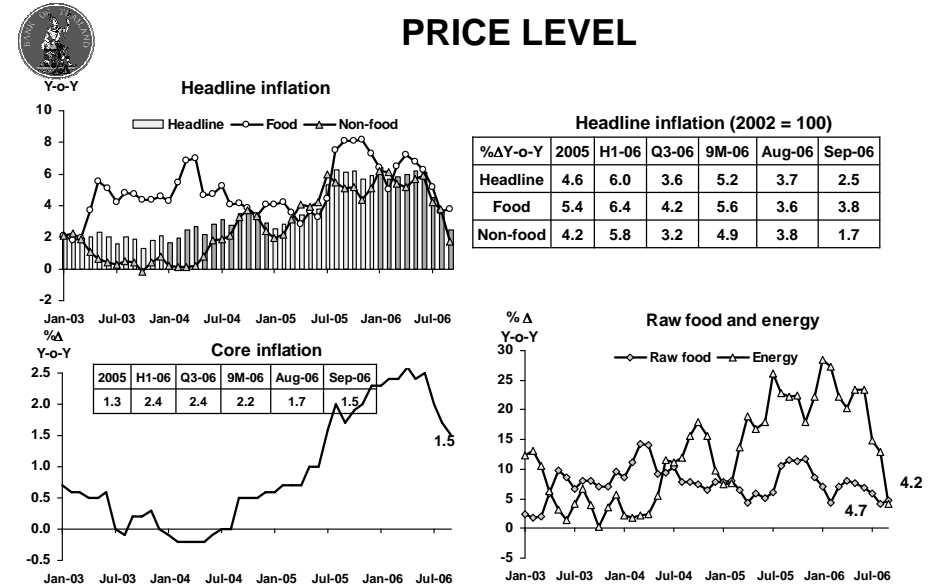 BANK OF THAILAND
PRICE LEVEL
Y-o-Y
Headline inflation
10
8
6
4
2
0
-2
Headline Food Non-food
Jan-03 Jul-03 Jan-04 Jul-04 Jan-05 Jul-05 Jan-06 Jul-06
Headline inflation (2002 = 100)
%ΔY-o-Y 2005 H1-06 Q3-06 9M-06 Aug-06 Sep-06
Headline 4.6 6.0 3.6 5.2 3.7 2.5
Food 5.4 6.4 4.2 5.6 3.6 3.8
Non-food 4.2 5.8 3.2 4.9 3.8 1.7
%Δ
Y-o-Y
Core inflation
2005 H1-06 Q3-06 9M-06 Aug-06 Sep-06
1.3 2.4 2.4 2.2 1.7 1.5
2.5
2.0
1.5
1.0
0.5
0.0
-0.5
1.5
Jan-03 Jul-03 Jan-04 Jul-04 Jan-05 Jul-05 Jan-06 Jul-06
% Δ
Y-o-Y
Raw food and energy
30
25
20
15
10
5
0
-5
Raw food Energy
4.2
4.7
Jan-03 Jul-03 Jan-04 Jul-04 Jan-05 Jul-05 Jan-06 Jul-06